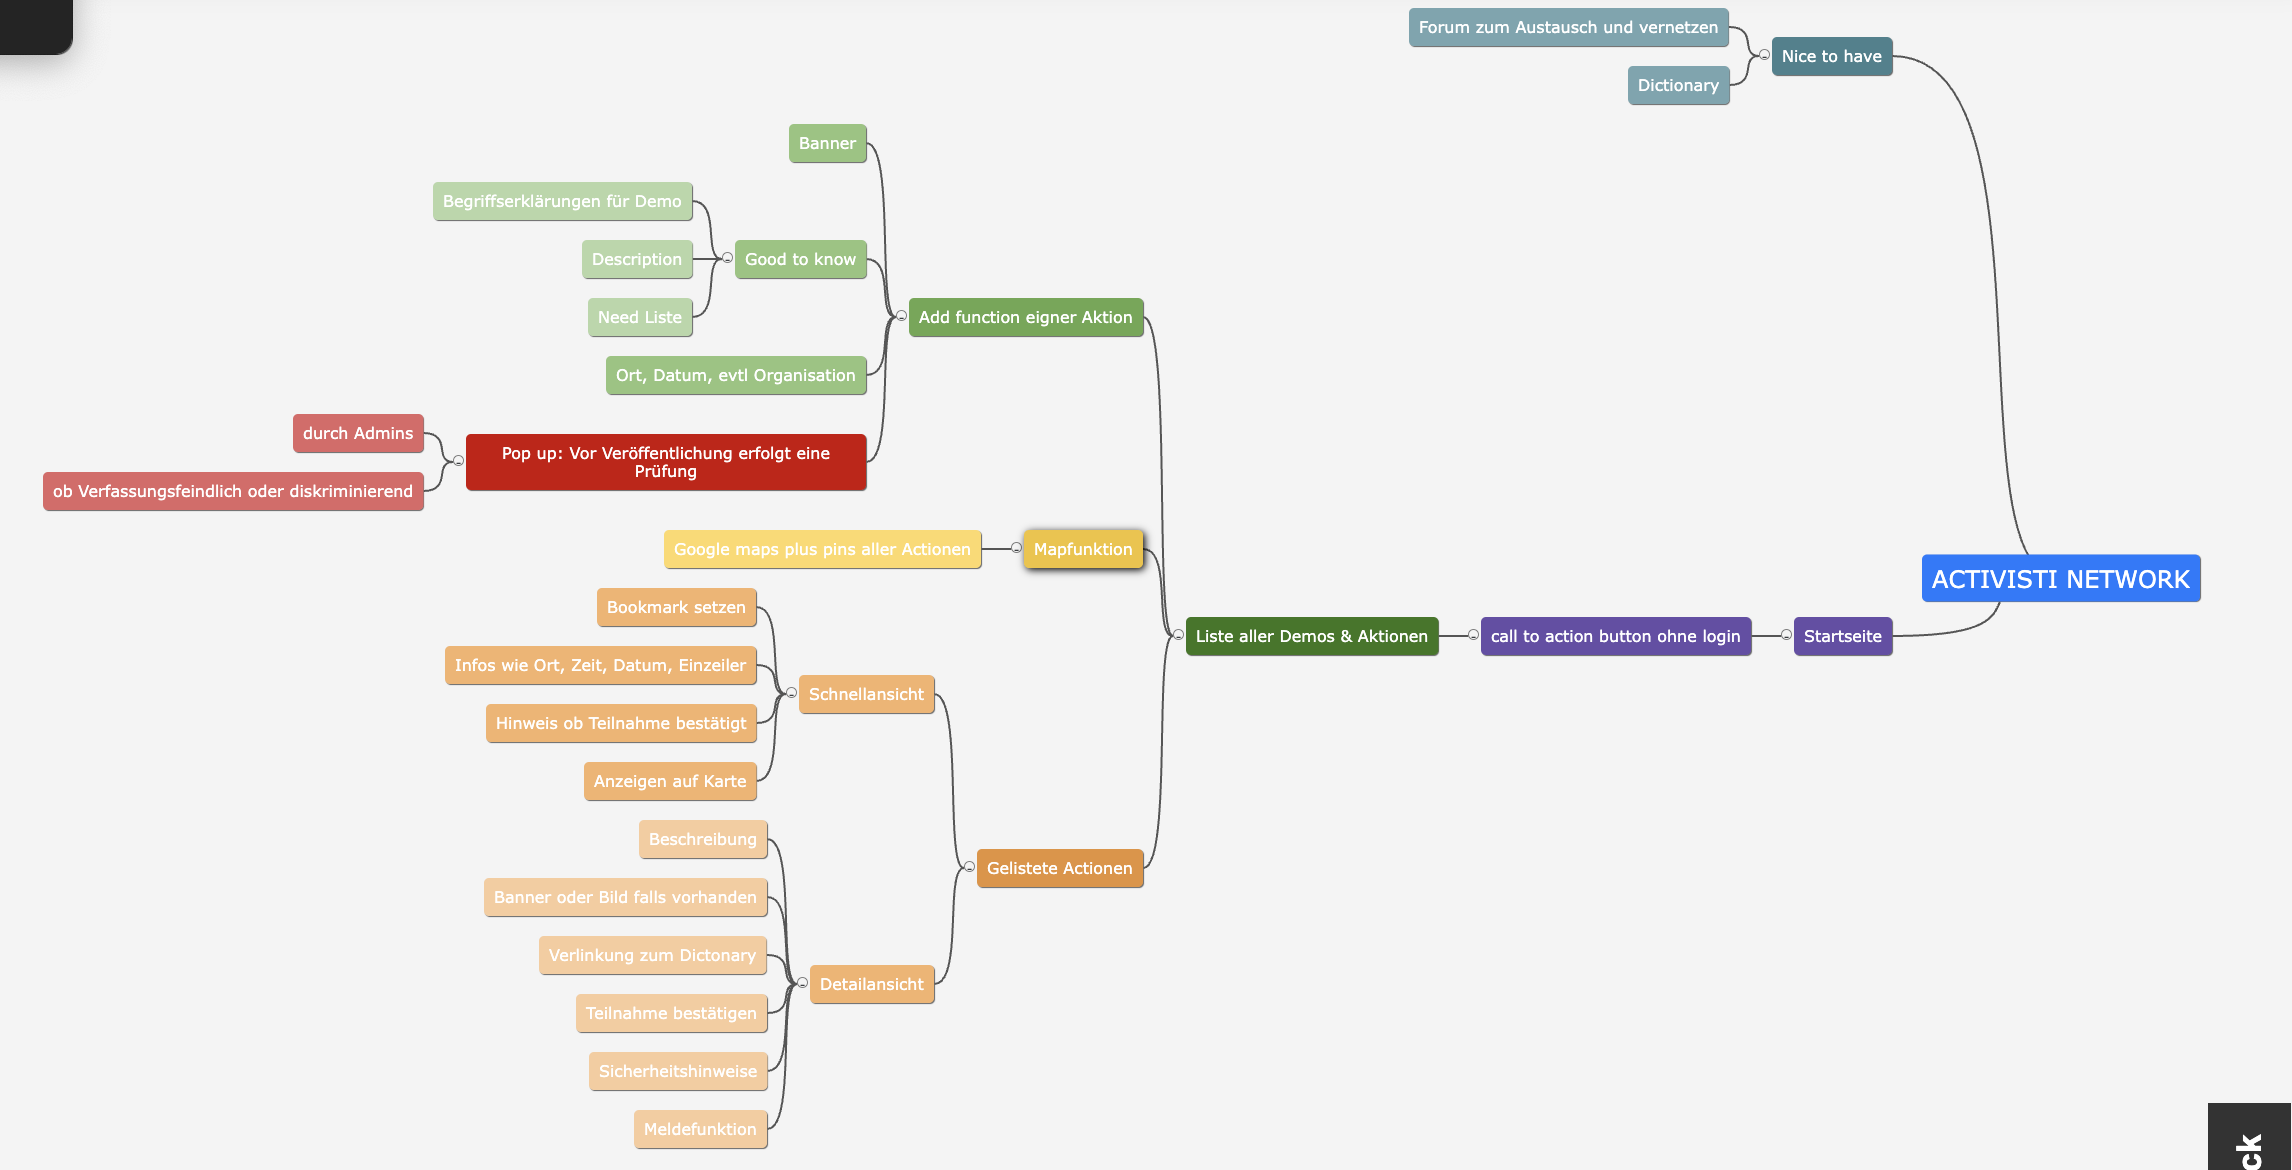 Forum zum Austausch und vernetzen
Nice to have
Dictionary
Banner
Begriffserklärungen für Demo
Description
Good to know
Need Liste
Add function eigner Aktion
Ort, Datum, evtl Organisation
durch Admins
Pop up: Vor Veröffentlichung erfolgt eine
Prüfung
ob Verfassungsfeindlich oder diskriminierend
Google maps plus pins aller Actionen
Mapfunktion
ACTIVISTI NETWORK
Bookmark setzen
Liste aller Demos & Aktionen
call to action button ohne login
Startseite
Infos wie Ort, Zeit, Datum, Einzeiler
Schnellansicht
Hinweis ob Teilnahme bestätigt
Anzeigen auf Karte
Beschreibung
Gelistete Actionen
Banner oder Bild falls vorhanden
Verlinkung zum Dictonary
Detailansicht
Teilnahme bestätigen
Sicherheitshinweise
Meldefunktion